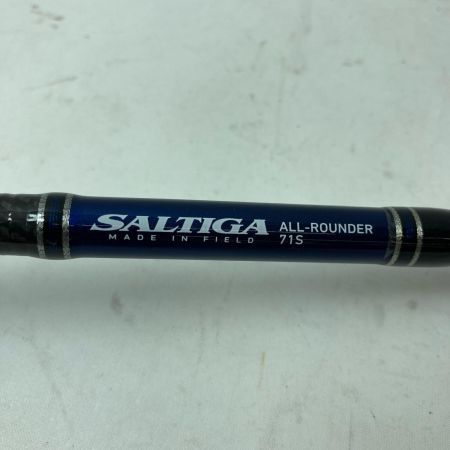 SALTIGA
MADE IN FIELD
ALL-ROUNDER
71S